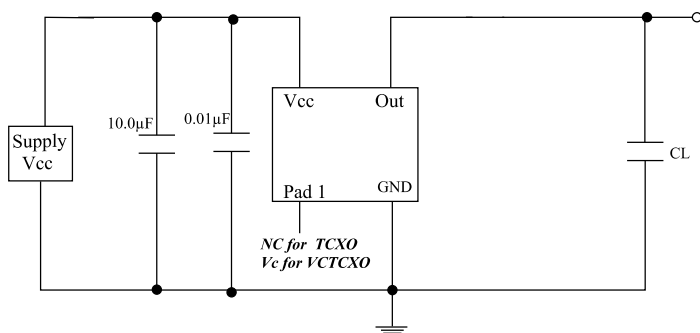 Vcc
Out
10.0μF
0.01μF
Supply
Vcc
CL
Pad 1
GND
NC for TCXO
Vc for VCTCXO